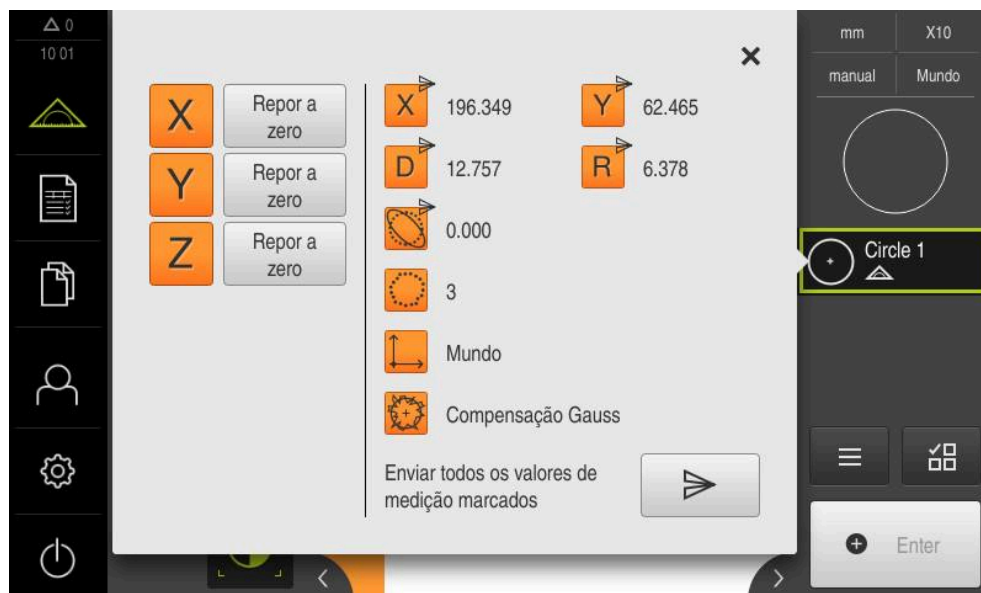 0
10 01
X
Repor a
zero
Y
Repor a
zero
Z
Repor a
zero
X 196.349
Y 62.465
D 12.757
R 6.378
0.000
3
Mundo
Compensação Gauss
Enviar todos os valores de
medição marcados
mm
X10
manual
Mundo
Circle 1
Enter